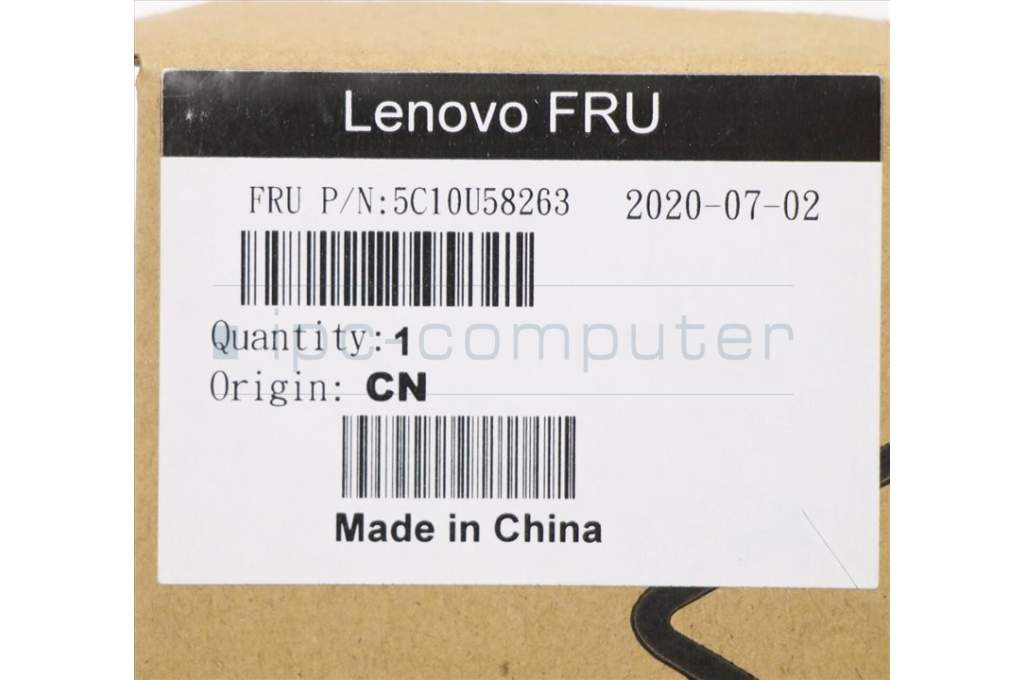 Lenovo FRU
FRU P/N:5C10U58263 2020-07-02
Quantity: 1
ipc-computer
Origin: CN
Made in China